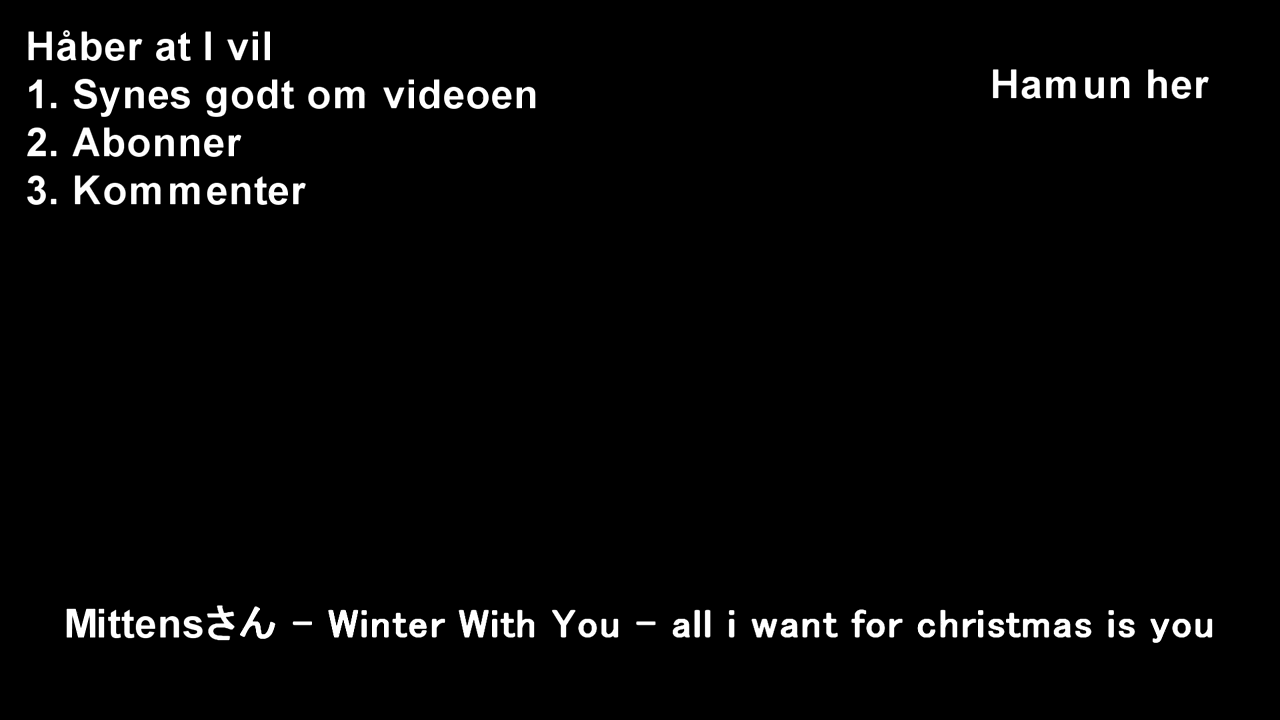 Håber at I vil
1. Synes godt om videoen
2. Abonner
3. Kommenter
Hamun her
Mittensさん - Winter With You - all i want for christmas is you